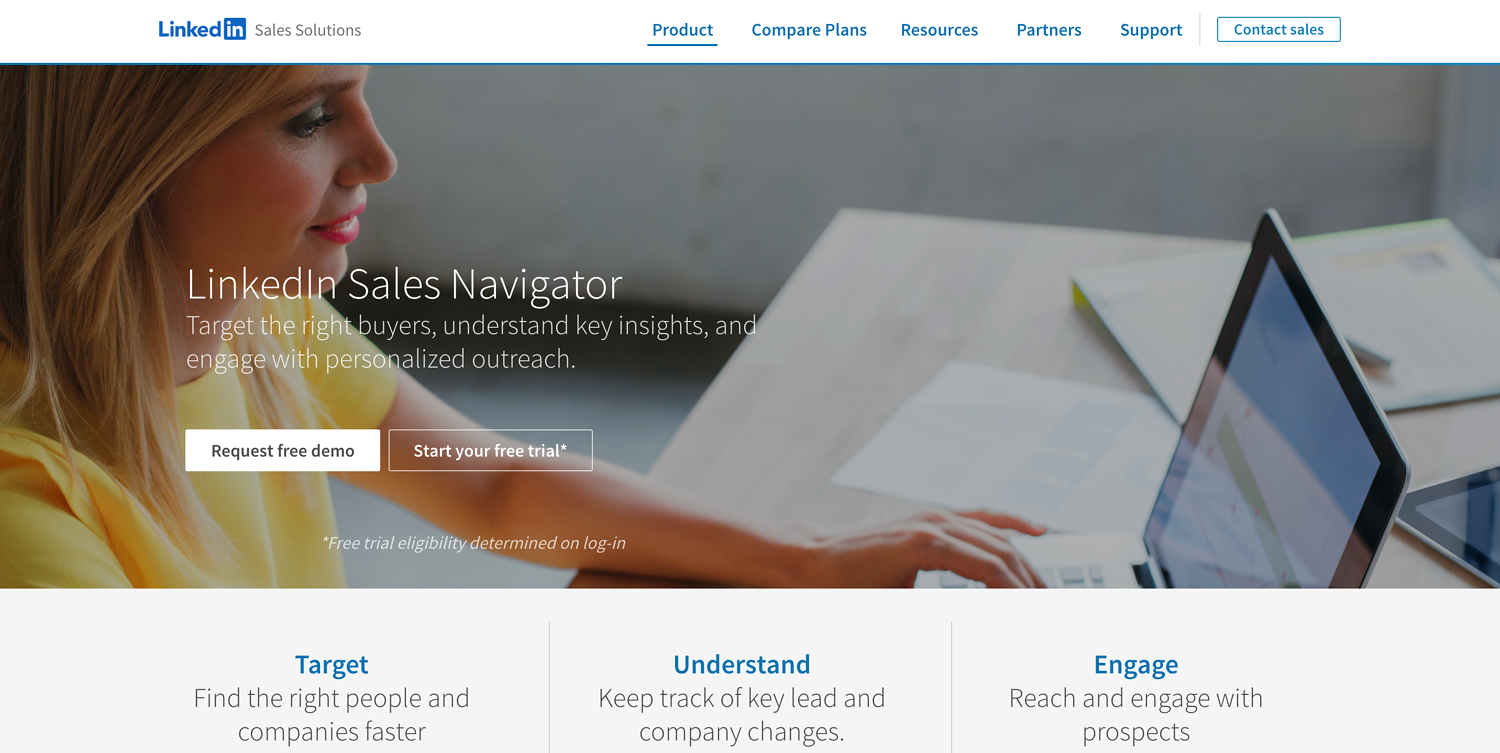 LinkedIn Sales Solutions
Product Compare Plans Resources Partners Support Contact sales
LinkedIn Sales Navigator
Target the right buyers, understand key insights, and
engage with personalized outreach.
Request free demo Start your free trial*
*Free trial eligibility determined on log-in
Target
Find the right people and
companies faster
Understand
Keep track of key lead and
company changes.
Engage
Reach and engage with
prospects